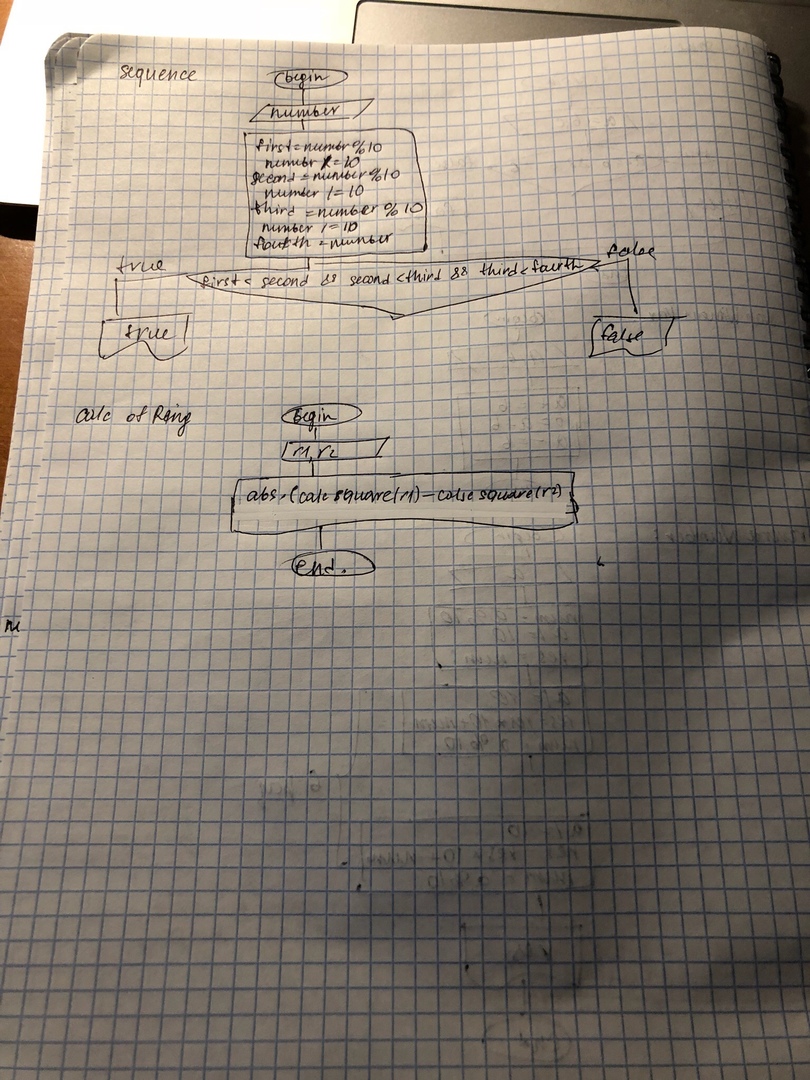 sequence
begin
number
first = number % 10
number /= 10
second = number % 10
number /= 10
third = number % 10
number /= 10
fourth = number
true
false
first < second && second < third && third < fourth
true
false
calc of Ring
begin
r1, r2
abs.(calc square(r1) - calc square(r2)
end.